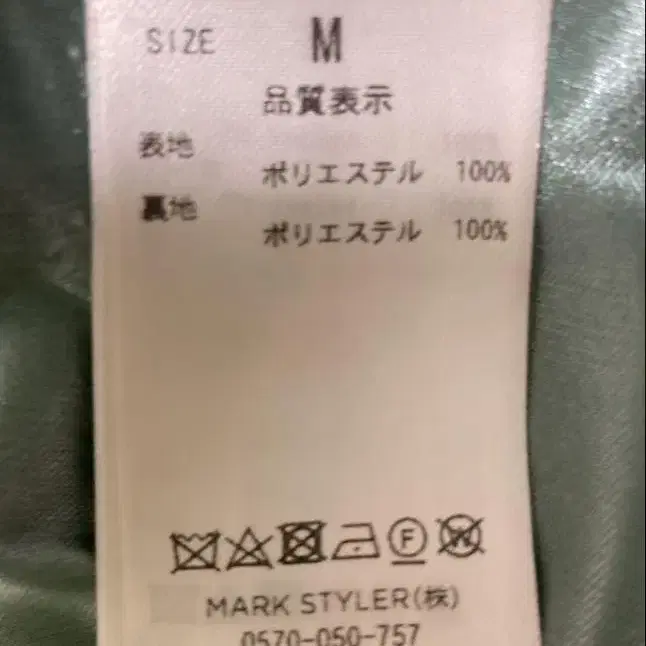 SIZE M
品質表示
表地
ポリエステル 100%
裏地
ポリエステル 100%
F
W
MARK STYLER(株)
0570-050-757